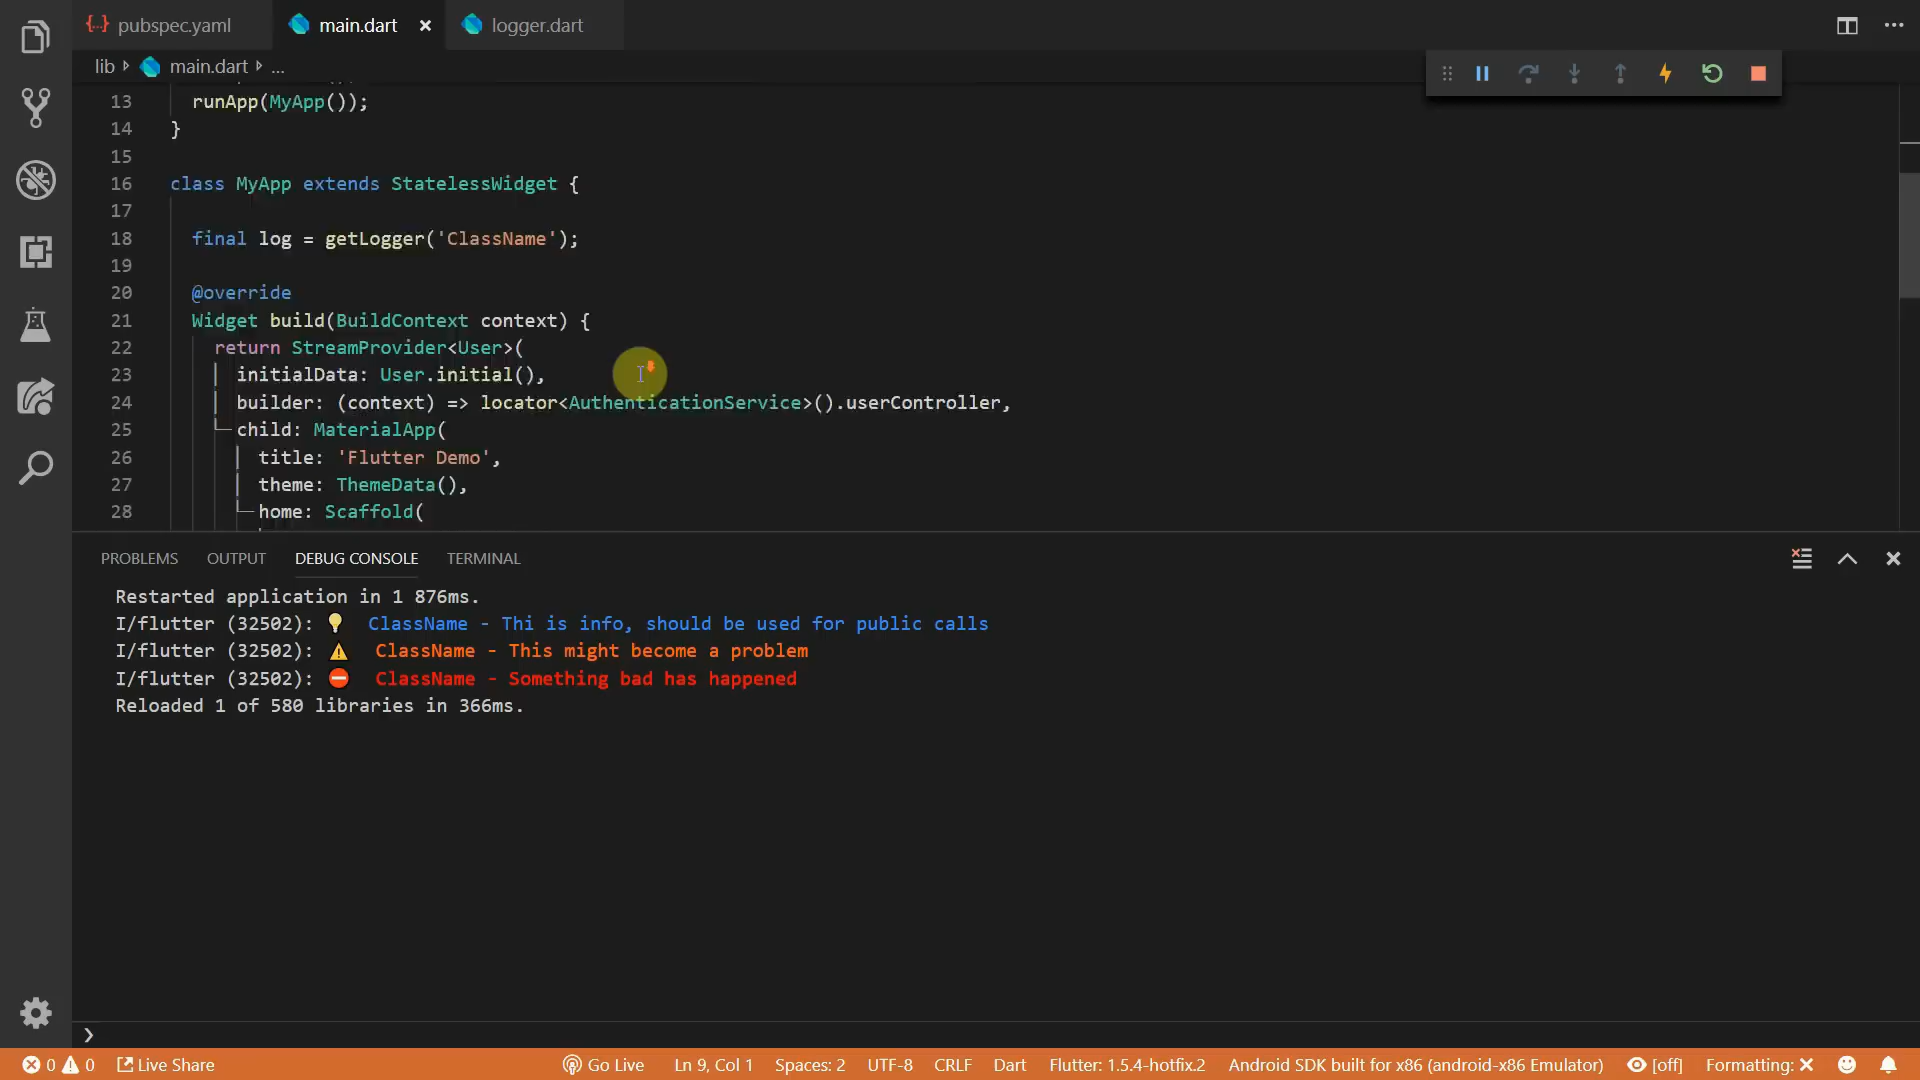 pubspec.yaml
main.dart
logger.dart
lib
main.dart
...
13 runApp(MyApp());
14 }
15
16 class MyApp extends StatelessWidget {
17
18 final log = getLogger('ClassName');
19
20 @override
21 Widget build(BuildContext context) {
22 return StreamProvider<User>(
23 initialData: User.initial(),
24 builder: (context) => locator<AuthenticationService>().userController,
25 child: MaterialApp(
26 title: 'Flutter Demo',
27 theme: ThemeData(),
28 home: Scaffold(
PROBLEMS OUTPUT DEBUG CONSOLE TERMINAL
Restarted application in 1 876ms.
I/flutter (32502): 💡 ClassName - Thi is info, should be used for public calls
I/flutter (32502): ⚠ ClassName - This might become a problem
I/flutter (32502): ⛔ ClassName - Something bad has happened
Reloaded 1 of 580 libraries in 366ms.
0 0 Live Share Go Live Ln 9, Col 1 Spaces: 2 UTF-8 CRLF Dart Flutter: 1.5.4-hotfix.2 Android SDK built for x86 (android-x86 Emulator) [off] Formatting: ✕